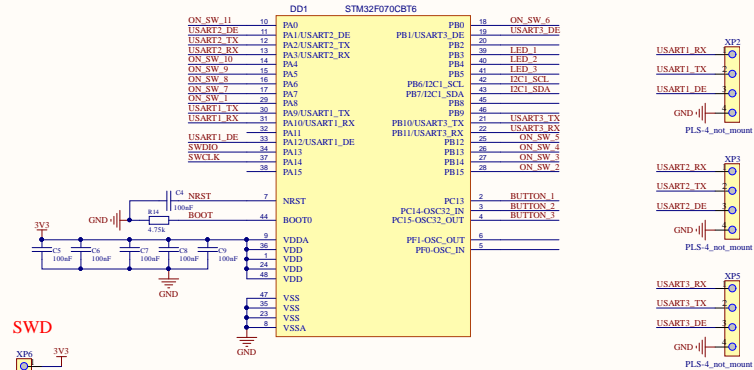 DD1 STM32F070CBT6
ON_SW_11 10 PA0 PB0 18 ON_SW_6
USART2_DE 11 PA1/USART2_DE PB1/USART3_DE 19 USART3_DE
USART2_TX 12 PA2/USART2_TX PB2 20
USART2_RX 13 PA3/USART2_RX PB3 39 LED_1
ON_SW_10 14 PA4 PB4 40 LED_2
ON_SW_9 15 PA5 PB5 41 LED_3
ON_SW_8 16 PA6 PB6/I2C1_SCL 42 I2C1_SCL
ON_SW_7 17 PA7 PB7/I2C1_SDA 43 I2C1_SDA
ON_SW_1 29 PA8 PB8 45
USART1_TX 30 PA9/USART1_TX PB9 46
USART1_RX 31 PA10/USART1_RX PB10/USART3_TX 21 USART3_TX
32 PA11 PB11/USART3_RX 22 USART3_RX
USART1_DE 33 PA12/USART1_DE PB12 25 ON_SW_5
SWDIO 34 PA13 PB13 26 ON_SW_4
SWCLK 37 PA14 PB14 27 ON_SW_3
38 PA15 PB15 28 ON_SW_2
C4 100nF NRST 7 NRST PC13 2 BUTTON_1
PC14-OSC32_IN 3 BUTTON_2
GND R14 4.75k BOOT 44 BOOT0 PC15-OSC32_OUT 4 BUTTON_3
3V3
9 VDDA PF1-OSC_OUT 6
36 VDD PF0-OSC_IN 5
1 VDD
24 VDD
48 VDD
C5 C6 C7 C8 C9
100nF 100nF 100nF 100nF 100nF
GND
47 VSS
35 VSS
23 VSS
8 VSSA
GND
SWD
XP6 3V3
1
XP2
USART1_RX 1
USART1_TX 2
USART1_DE 3
GND 4
PLS-4_not_mount
XP3
USART2_RX 1
USART2_TX 2
USART2_DE 3
GND 4
PLS-4_not_mount
XP5
USART3_RX 1
USART3_TX 2
USART3_DE 3
GND 4
PLS-4_not_mount